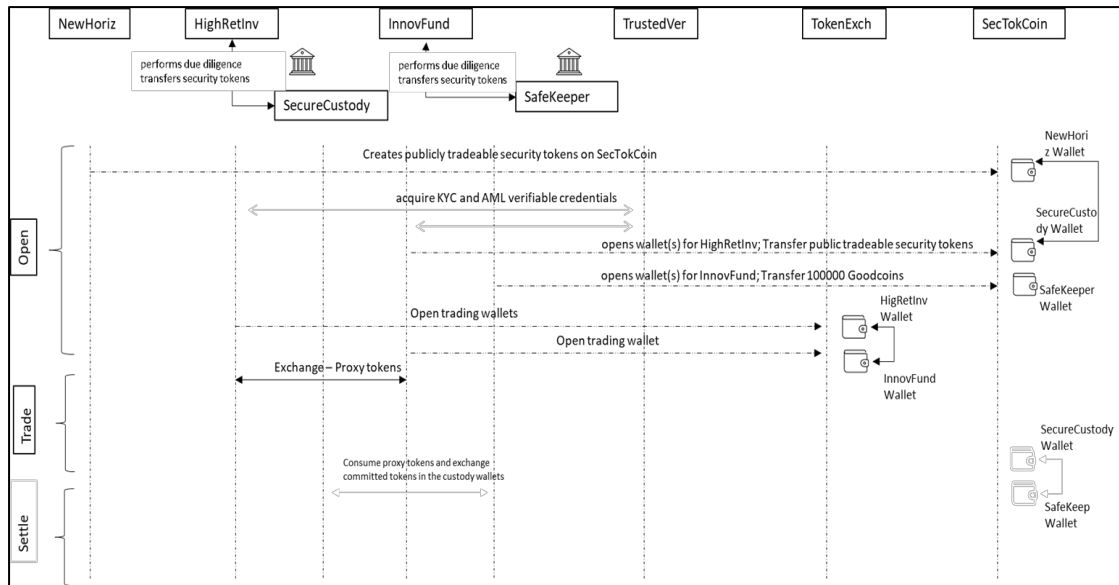 NewHoriz
HighRetInv
InnovFund
TrustedVer
TokenExch
SecTokCoin
performs due diligence
transfers security tokens
performs due diligence
transfers security tokens
SecureCustody
SafeKeeper
Open
Creates publicly tradeable security tokens on SecTokCoin
NewHori
z Wallet
acquire KYC and AML verifiable credentials
SecureCusto
dy Wallet
opens wallet(s) for HighRetInv; Transfer public tradeable security tokens
opens wallet(s) for InnovFund; Transfer 100000 Goodcoins
SafeKeeper
Wallet
HigRetInv
Wallet
Open trading wallets
Open trading wallet
InnovFund
Wallet
Exchange – Proxy tokens
Trade
SecureCustody
Wallet
Consume proxy tokens and exchange
committed tokens in the custody wallets
SafeKeep
Wallet
Settle